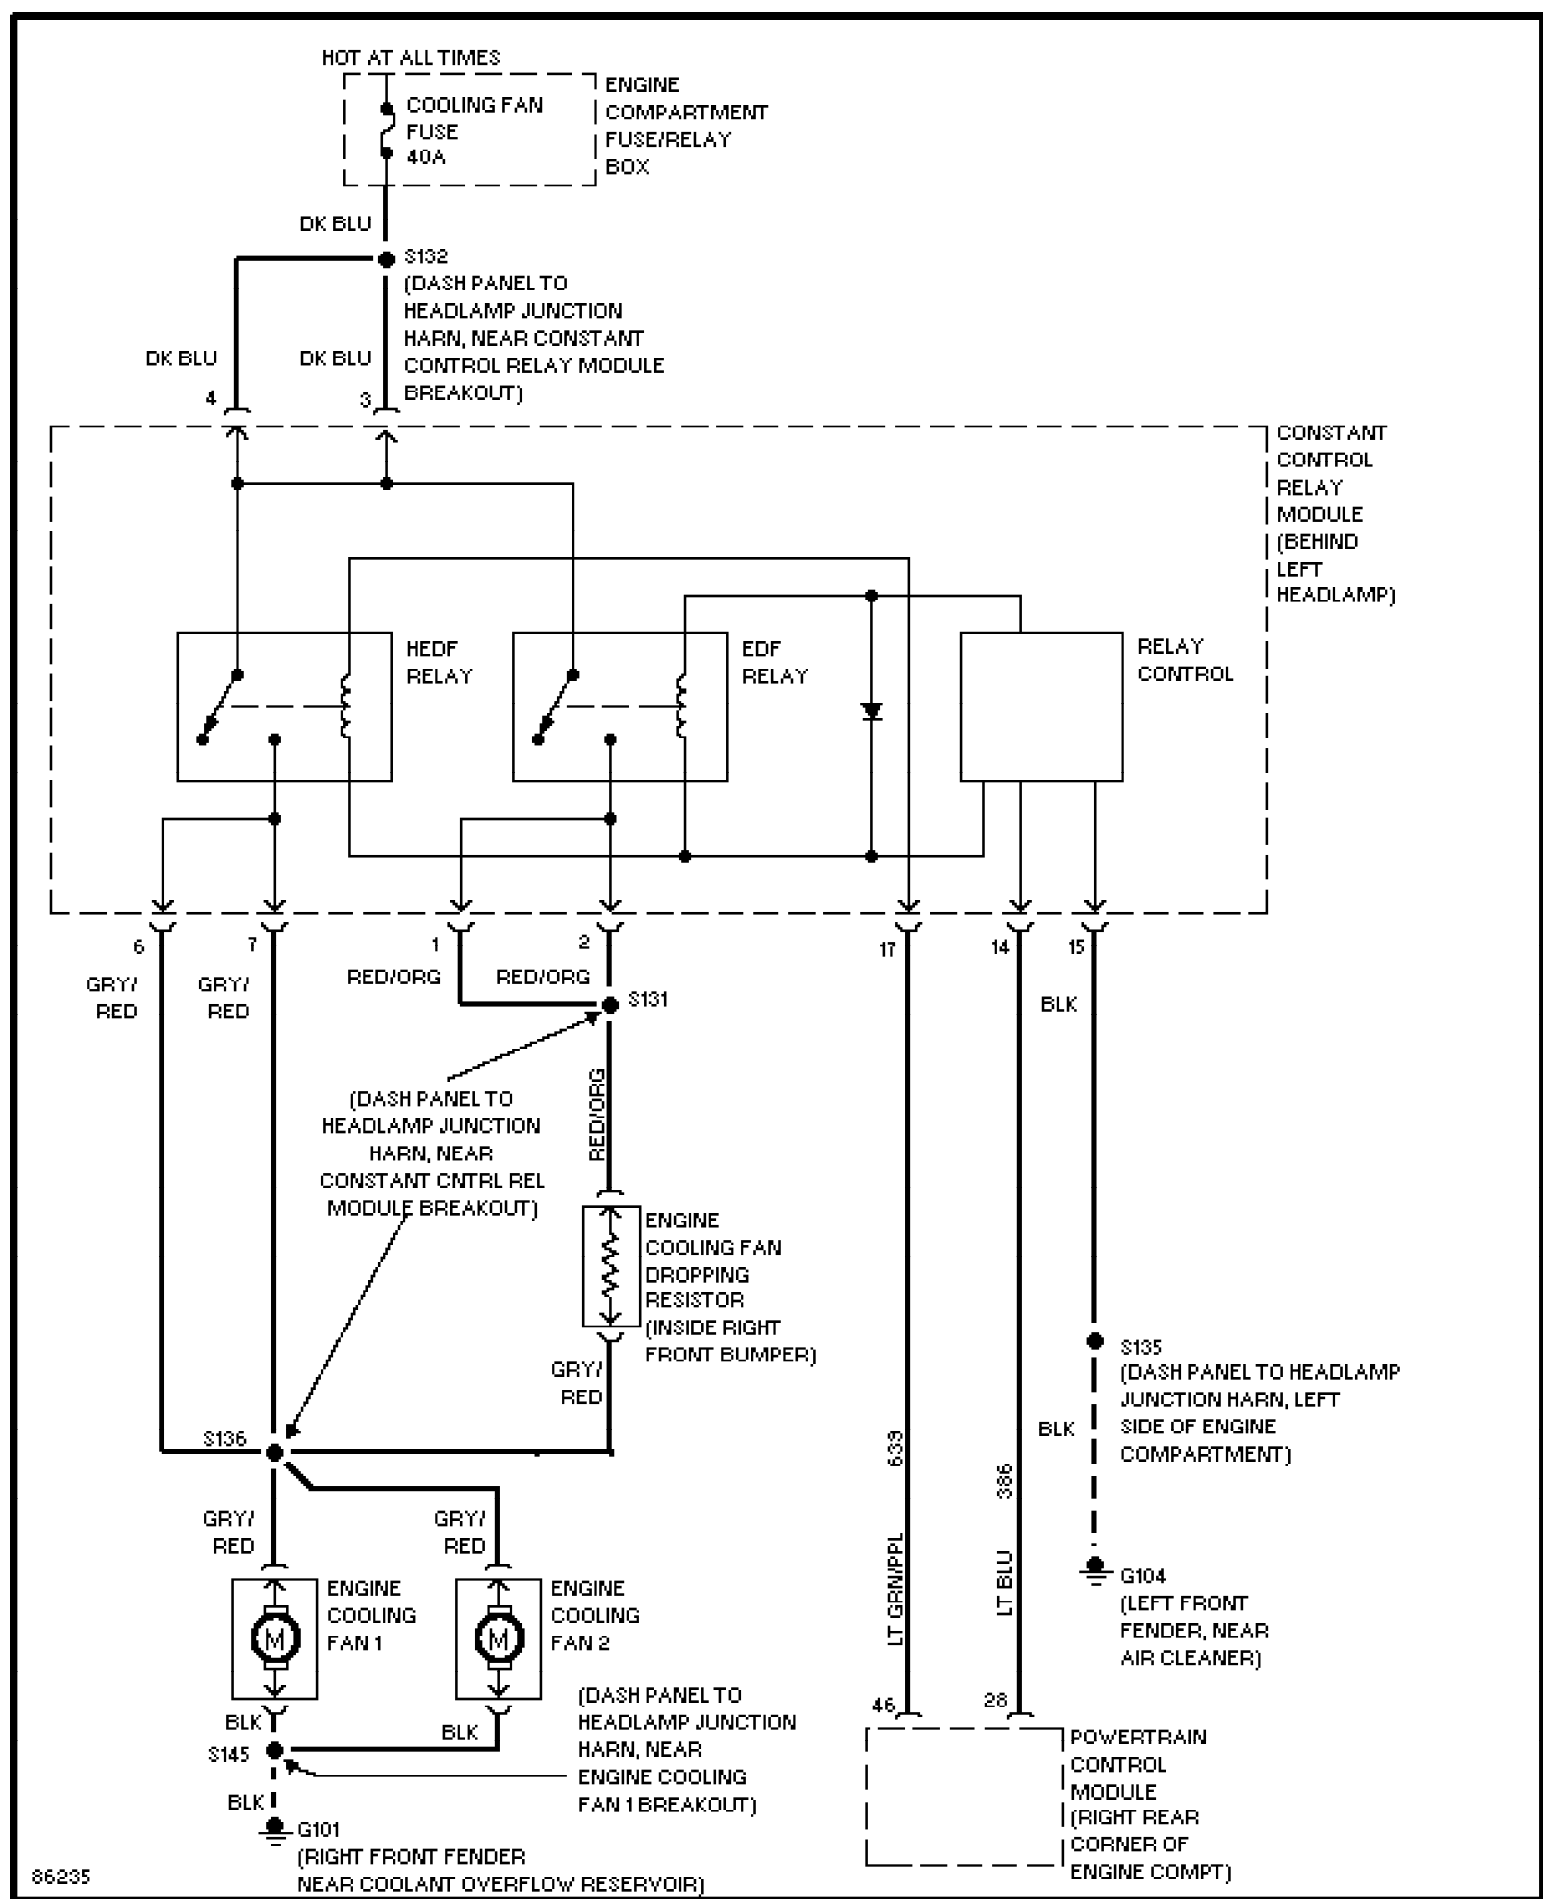 HOT AT ALL TIMES
COOLING FAN
FUSE
40A
ENGINE
COMPARTMENT
FUSE/RELAY
BOX
DK BLU
S132
(DASH PANEL TO
HEADLAMP JUNCTION
HARN, NEAR CONSTANT
CONTROL RELAY MODULE
BREAKOUT)
DK BLU
DK BLU
4
3
CONSTANT
CONTROL
RELAY
MODULE
(BEHIND
LEFT
HEADLAMP)
HEDF
RELAY
EDF
RELAY
RELAY
CONTROL
6
7
1
2
17
14
15
GRY/
RED
GRY/
RED
RED/ORG
RED/ORG
S131
BLK
(DASH PANEL TO
HEADLAMP JUNCTION
HARN, NEAR
CONSTANT CNTRL REL
MODULE BREAKOUT)
RED/ORG
ENGINE
COOLING FAN
DROPPING
RESISTOR
(INSIDE RIGHT
FRONT BUMPER)
GRY/
RED
S135
(DASH PANEL TO HEADLAMP
JUNCTION HARN, LEFT
SIDE OF ENGINE
COMPARTMENT)
BLK
S136
639
386
GRY/
RED
GRY/
RED
LT GRN/PPL
LT BLU
G104
(LEFT FRONT
FENDER, NEAR
AIR CLEANER)
ENGINE
COOLING
FAN 1
M
ENGINE
COOLING
FAN 2
M
BLK
BLK
S145
(DASH PANEL TO
HEADLAMP JUNCTION
HARN, NEAR
ENGINE COOLING
FAN 1 BREAKOUT)
46
28
POWERTRAIN
CONTROL
MODULE
(RIGHT REAR
CORNER OF
ENGINE COMPT)
BLK
G101
(RIGHT FRONT FENDER
NEAR COOLANT OVERFLOW RESERVOIR)
86235